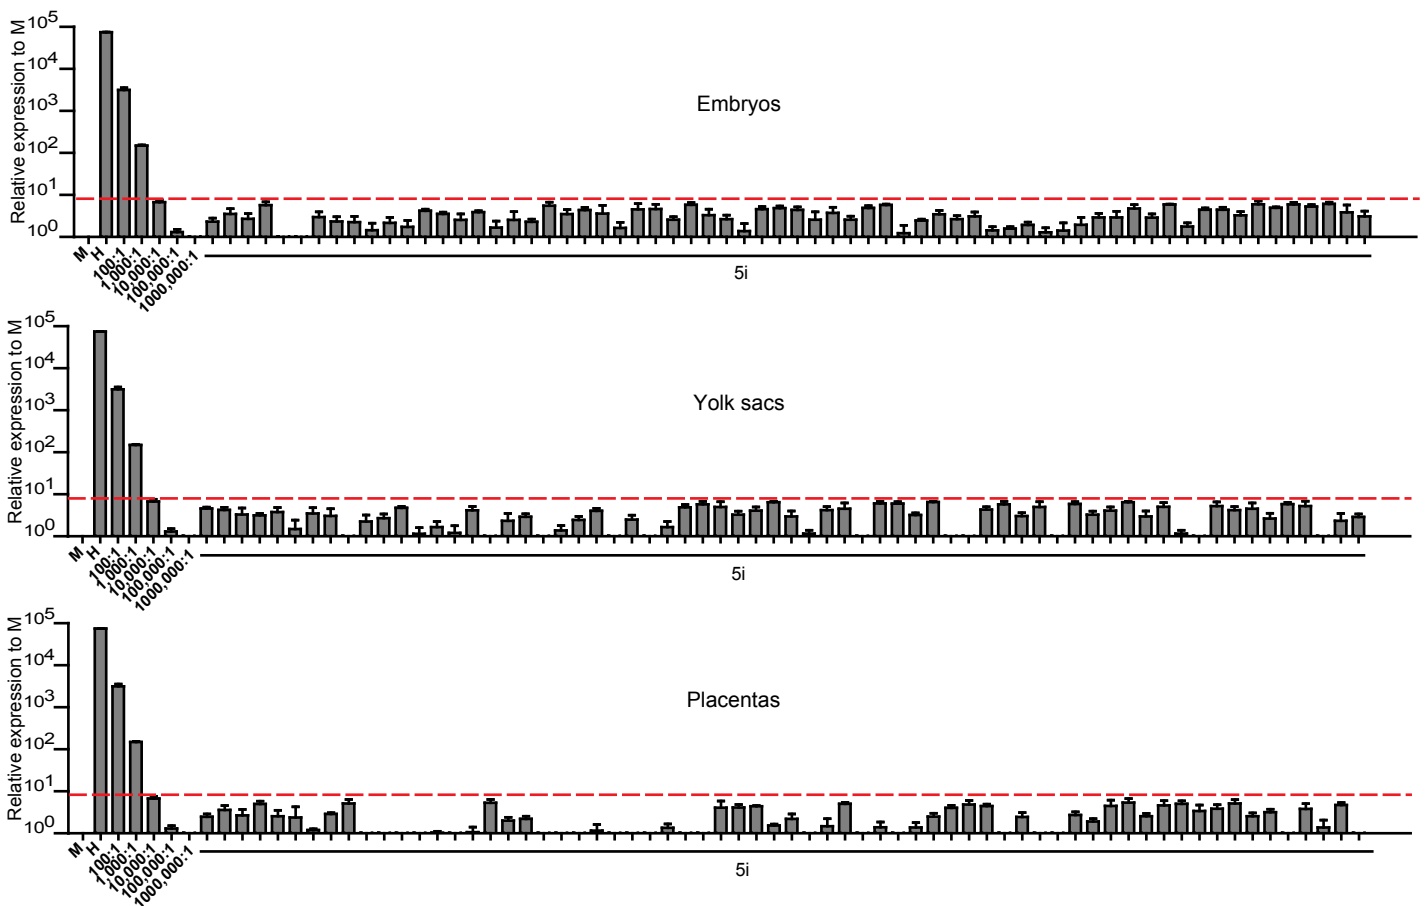 Relative expression to M
10^5
10^4
10^3
10^2
10^1
10^0
Embryos
M
H
100:1
1,000:1
10,000:1
100,000:1
1000,000:1
5i
Relative expression to M
10^5
10^4
10^3
10^2
10^1
10^0
Yolk sacs
M
H
100:1
1,000:1
10,000:1
100,000:1
1000,000:1
5i
Relative expression to M
10^5
10^4
10^3
10^2
10^1
10^0
Placentas
M
H
100:1
1,000:1
10,000:1
100,000:1
1000,000:1
5i